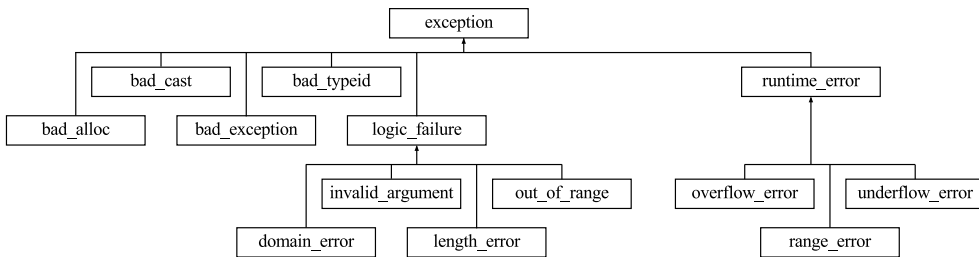 exception
bad_cast
bad_typeid
runtime_error
bad_alloc
bad_exception
logic_failure
invalid_argument
out_of_range
overflow_error
underflow_error
domain_error
length_error
range_error